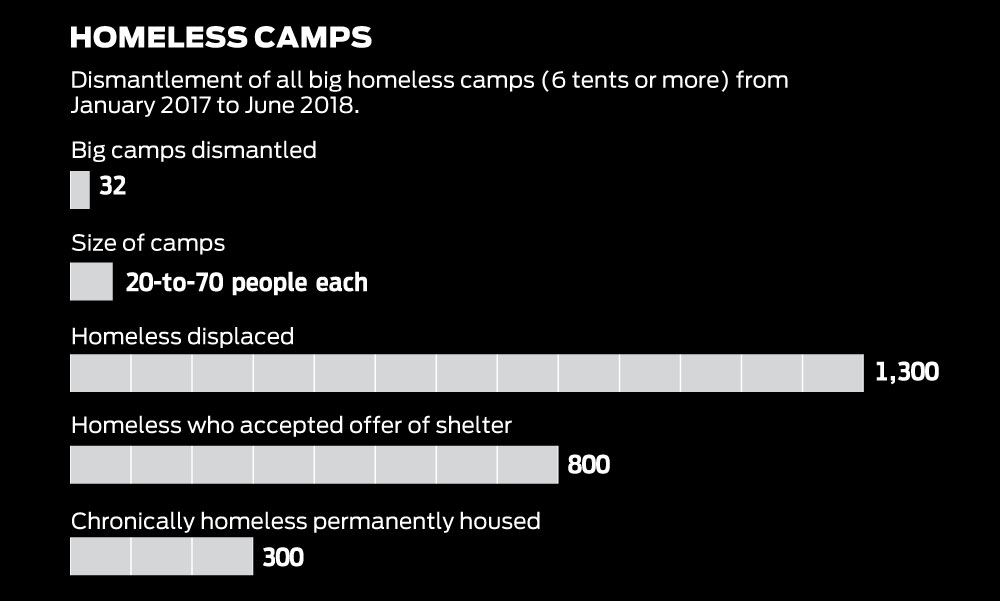 HOMELESS CAMPS
Dismantlement of all big homeless camps (6 tents or more) from
January 2017 to June 2018.
Big camps dismantled
32
Size of camps
20-to-70 people each
Homeless displaced
1,300
Homeless who accepted offer of shelter
800
Chronically homeless permanently housed
300